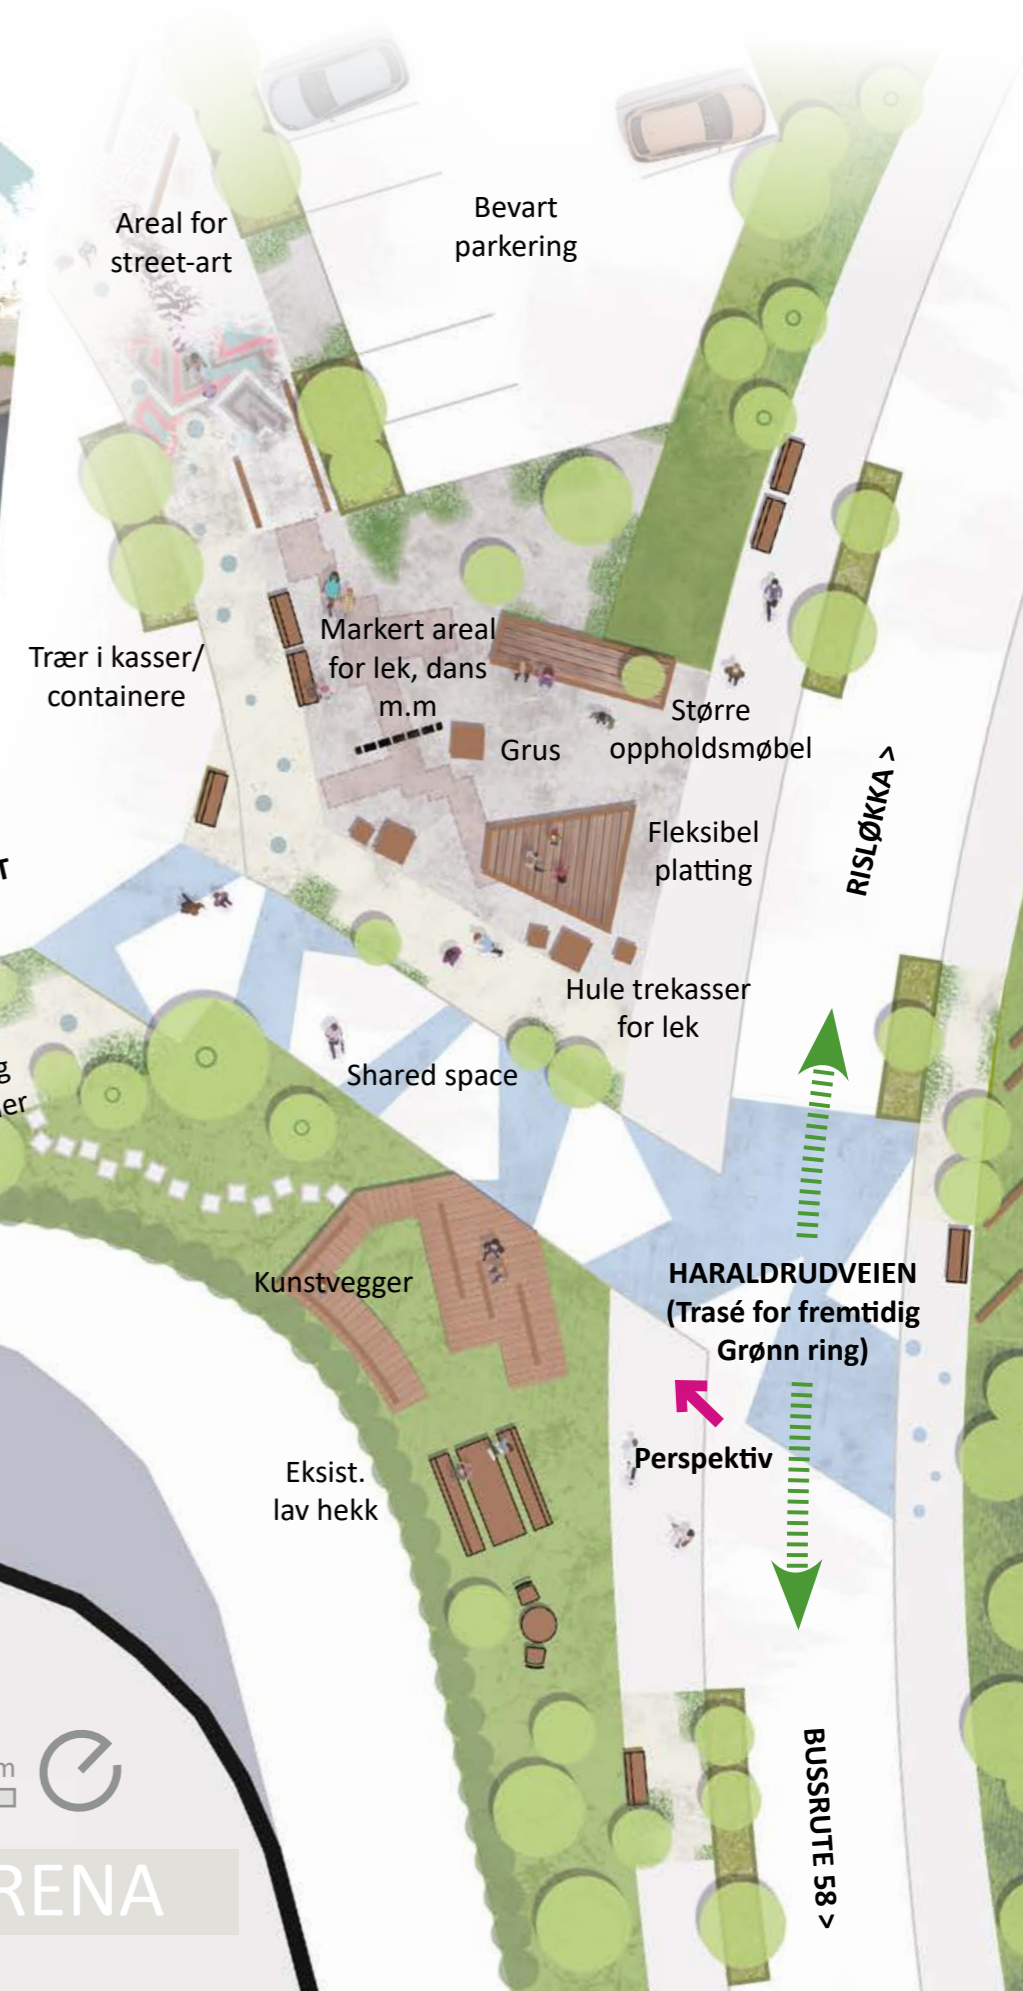 Areal for
street-art
Bevart
parkering
Trær i kasser/
containere
Markert areal
for lek, dans
m.m
Grus
Større
oppholdsmøbel
RISLØKKA >
Fleksibel
platting
T
Hule trekasser
for lek
Shared space
g
er
Kunstvegger
HARALDRUDVEIEN
(Trasé for fremtidig
Grønn ring)
Perspektiv
Eksist.
lav hekk
BUSSRUTE 58 >
m
RENA